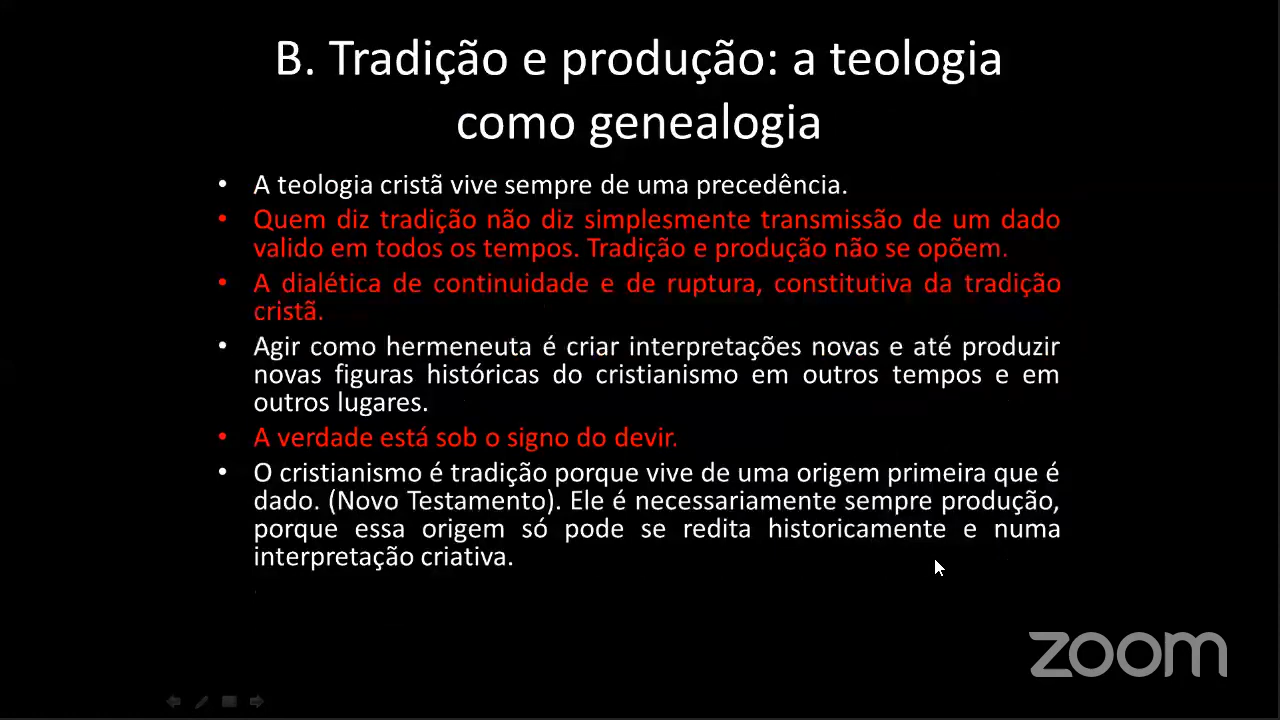 B. Tradição e produção: a teologia
como genealogia
• A teologia cristã vive sempre de uma precedência.
• Quem diz tradição não diz simplesmente transmissão de um dado
valido em todos os tempos. Tradição e produção não se opõem.
• A dialética de continuidade e de ruptura, constitutiva da tradição
cristã.
• Agir como hermeneuta é criar interpretações novas e até produzir
novas figuras históricas do cristianismo em outros tempos e em
outros lugares.
• A verdade está sob o signo do devir.
• O cristianismo é tradição porque vive de uma origem primeira que é
dado. (Novo Testamento). Ele é necessariamente sempre produção,
porque essa origem só pode se redita historicamente e numa
interpretação criativa.
zoom